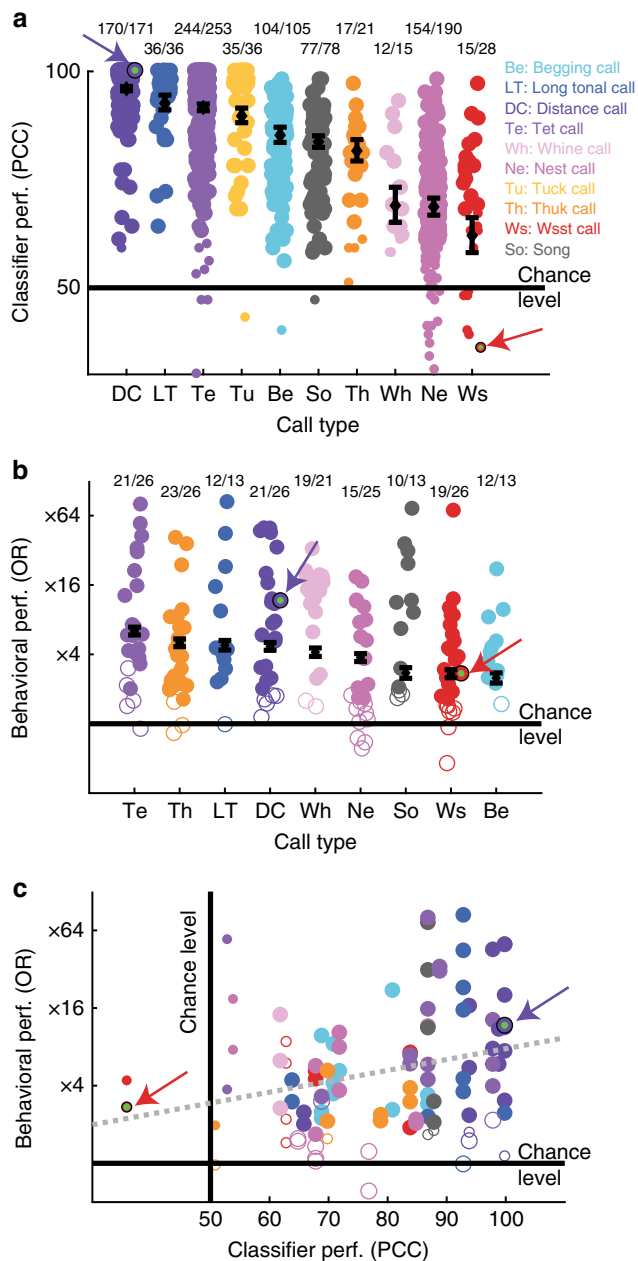 a
170/171 244/253 104/105 17/21 154/190
36/36 35/36 77/78 12/15 15/28
100
50
Classifier perf. (PCC)
Be: Begging call
LT: Long tonal call
DC: Distance call
Te: Tet call
Wh: Whine call
Ne: Nest call
Tu: Tuck call
Th: Thuk call
Ws: Wsst call
So: Song
Chance
level
DC LT Te Tu Be So Th Wh Ne Ws
Call type
b
21/26 12/13 19/21 10/13 12/13
23/26 21/26 15/25 19/26
×64
×16
×4
Behavioral perf. (OR)
Chance
level
Te Th LT DC Wh Ne So Ws Be
Call type
c
×64
×16
×4
Behavioral perf. (OR)
Chance level
Chance
level
50 60 70 80 90 100
Classifier perf. (PCC)